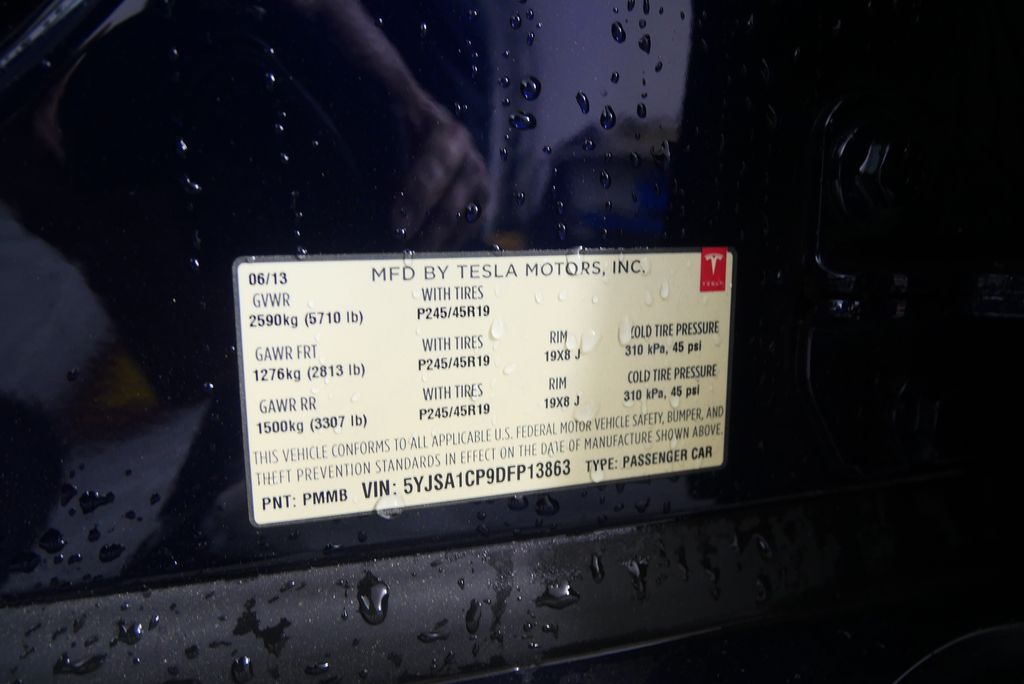 06/13 MFD BY TESLA MOTORS, INC. TESLA
GVWR WITH TIRES
2590kg (5710 lb) P245/45R19
GAWR FRT WITH TIRES RIM COLD TIRE PRESSURE
1276kg (2813 lb) P245/45R19 19X8 J 310 kPa, 45 psi
GAWR RR WITH TIRES RIM COLD TIRE PRESSURE
1500kg (3307 lb) P245/45R19 19X8 J 310 kPa, 45 psi
THIS VEHICLE CONFORMS TO ALL APPLICABLE U.S. FEDERAL MOTOR VEHICLE SAFETY, BUMPER, AND
THEFT PREVENTION STANDARDS IN EFFECT ON THE DATE OF MANUFACTURE SHOWN ABOVE.
PNT: PMMB VIN: 5YJSA1CP9DFP13863 TYPE: PASSENGER CAR